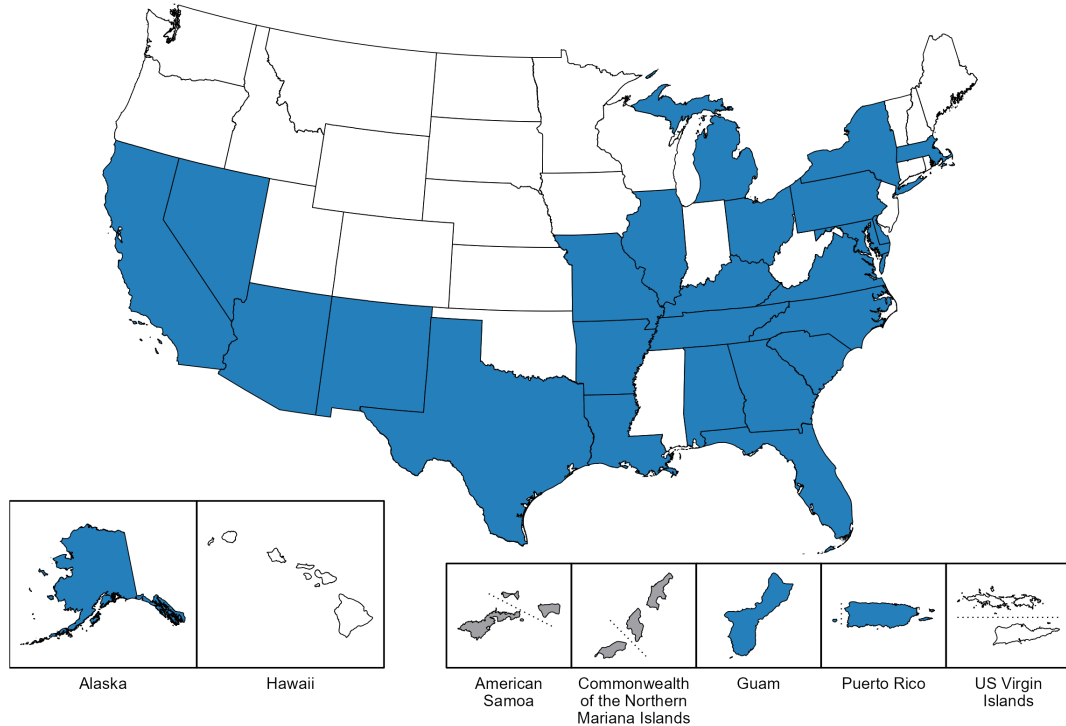 Alaska
Hawaii
American
Samoa
Commonwealth
of the Northern
Mariana Islands
Guam
Puerto Rico
US Virgin
Islands